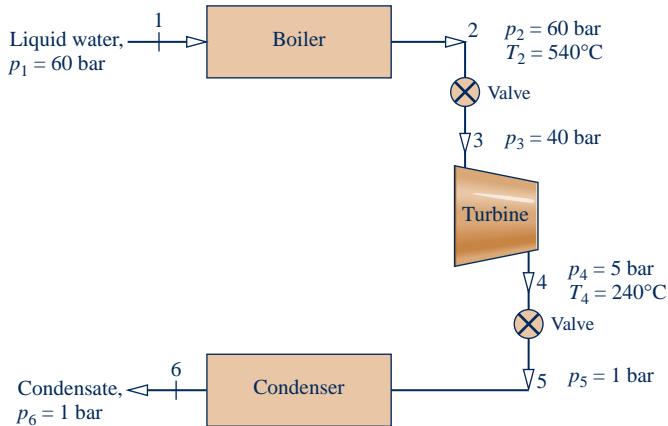 1
Liquid water,
p₁ = 60 bar
Boiler
2
p₂ = 60 bar
T₂ = 540°C
Valve
3
p₃ = 40 bar
Turbine
4
p₄ = 5 bar
T₄ = 240°C
Valve
5
p₅ = 1 bar
Condenser
6
Condensate,
p₆ = 1 bar